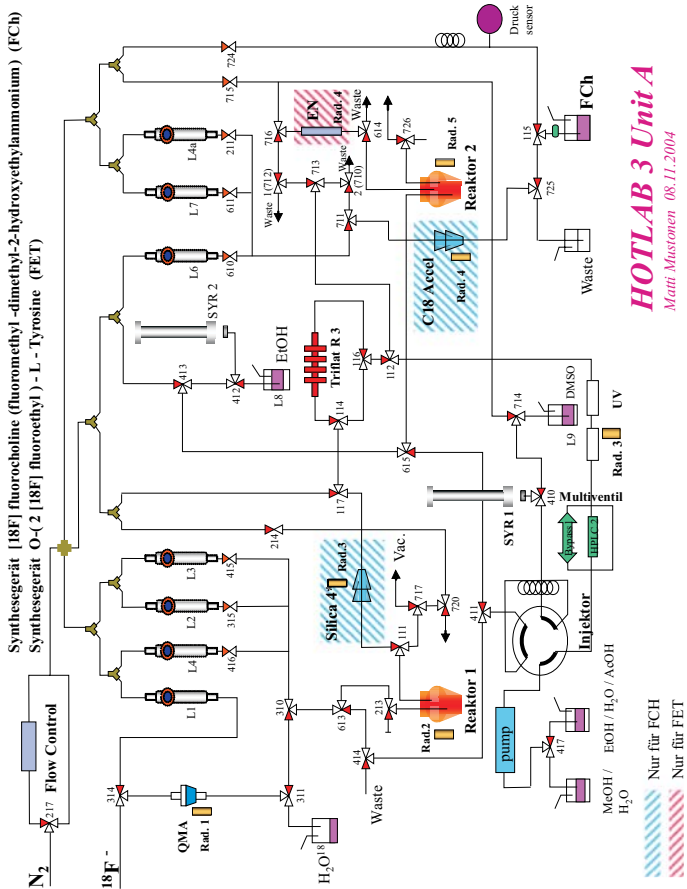 Synthesegerät [18F] fluorocholine (fluoromethyl -dimethyl-2-hydroxyethylammonium) (FCh)
Synthesegerät O-( 2 [18F] fluoroethyl ) - L - Tyrosine (FET)
N2
217
Flow Control
18F -
314
QMA
Rad. 1
311
H2O18
L1
L4
L2
L3
416
315
415
310
613
414
Waste
213
Rad.2
Reaktor 1
214
117
Silica 4*
Rad.3
Vac.
111
717
720
411
SYR 2
413
412
L8
EtOH
Triflat R 3
114
116
112
615
SYR 1
410
714
L9
DMSO
Multiventil
Bypass
HPLC 2
Rad. 3
UV
Injektor
pump
417
MeOH /
H2O
EtOH / H2O / AcOH
L6
L7
L4a
610
611
211
715
724
Druck
sensor
716
EN
Rad. 4
1(712)
Waste
713
Waste
2 (710)
711
Waste
614
726
Rad. 5
Reaktor 2
C18 Accel
Rad. 4
115
FCh
725
Waste
HOTLAB 3 Unit A
Matti Mustonen 08.11.2004
Nur für FCH
Nur für FET